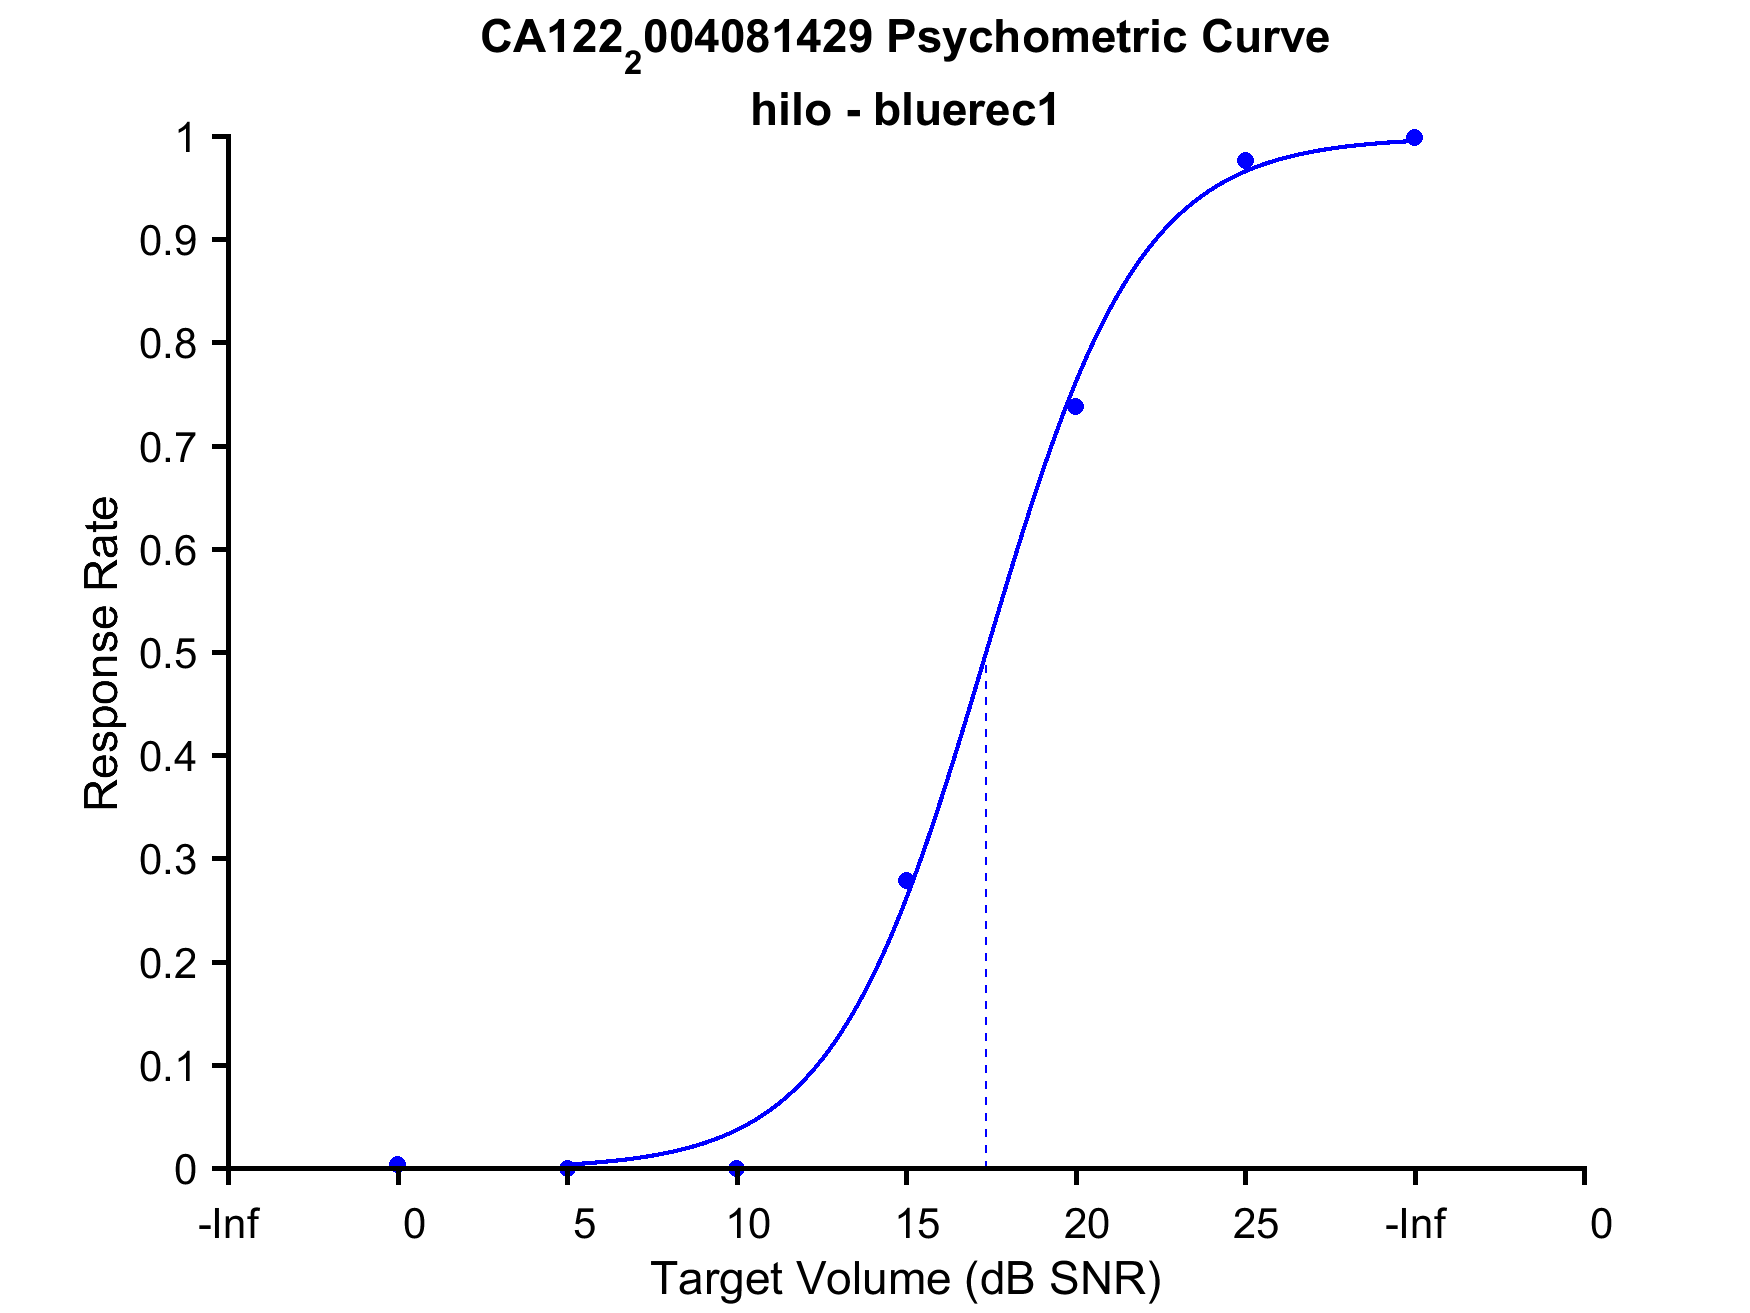 CA122₂004081429 Psychometric Curve
hilo - bluerec1
1
0.9
0.8
0.7
0.6
0.5
0.4
0.3
0.2
0.1
0
Response Rate
-Inf 0 5 10 15 20 25 -Inf 0
Target Volume (dB SNR)